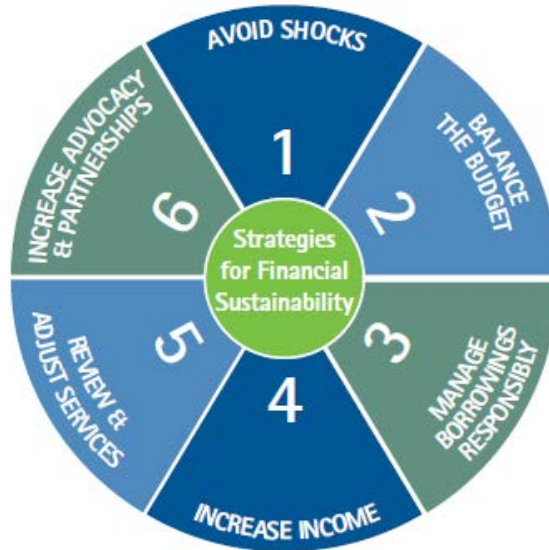 AVOID SHOCKS
1
BALANCE
THE BUDGET
2
MANAGE
BORROWINGS
RESPONSIBLY
3
INCREASE INCOME
4
REVIEW &
ADJUST SERVICES
5
INCREASE ADVOCACY
& PARTNERSHIPS
6
Strategies
for Financial
Sustainability